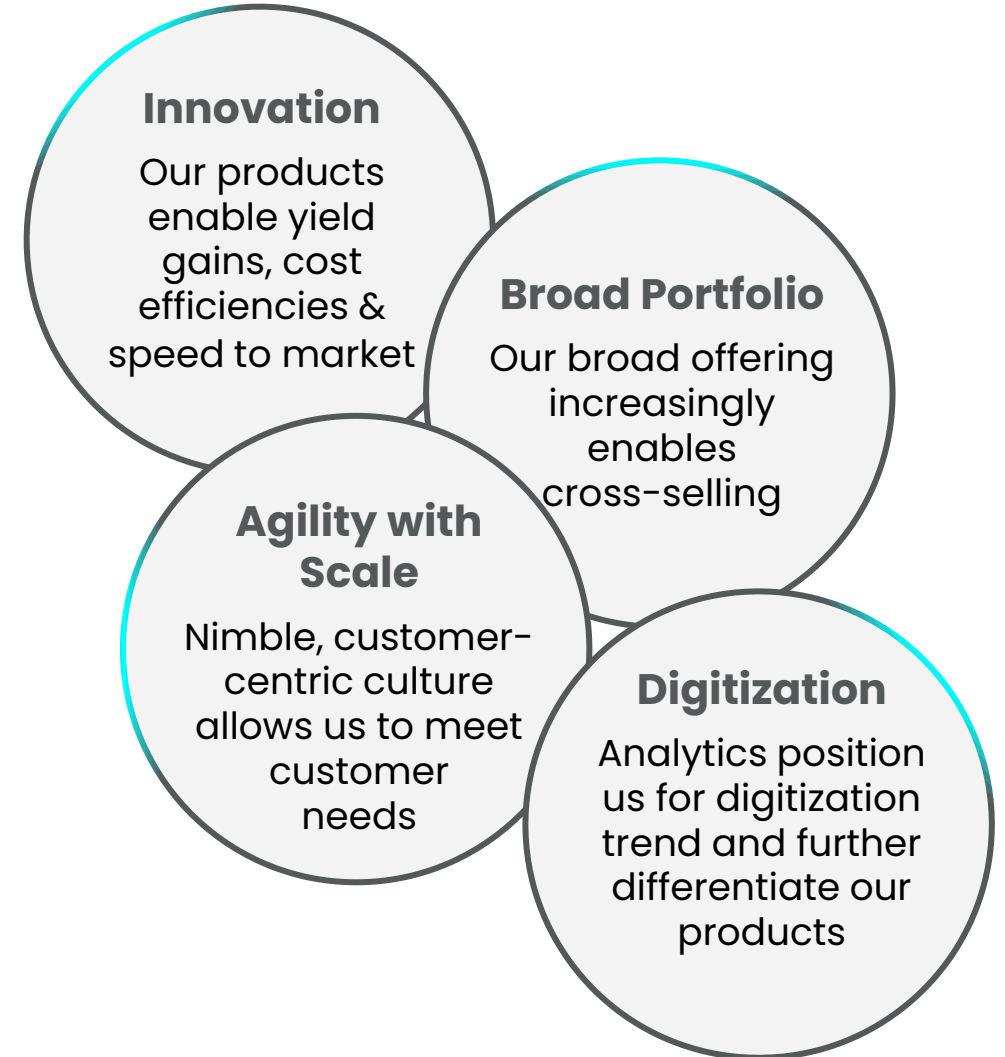 Innovation
Our products
enable yield
gains, cost
efficiencies &
speed to market
Broad Portfolio
Our broad offering
increasingly
enables
cross-selling
Agility with
Scale
Nimble, customer-
centric culture
allows us to meet
customer
needs
Digitization
Analytics position
us for digitization
trend and further
differentiate our
products